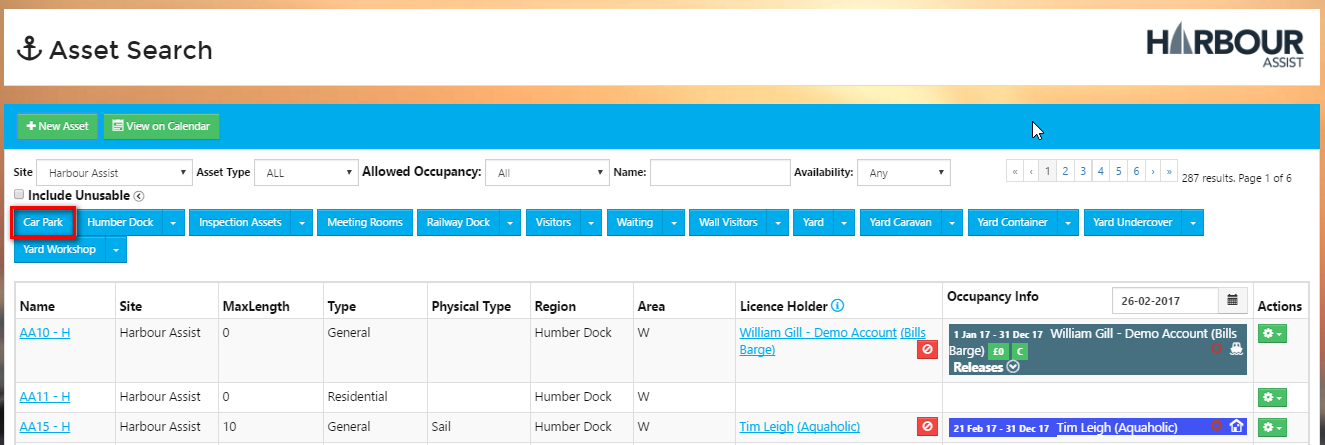 Asset Search
HARBOUR
ASSIST
New Asset View on Calendar
Site Harbour Assist Asset Type ALL Allowed Occupancy: All Name: Availability: Any « ‹ 1 2 3 4 5 6 › » 287 results. Page 1 of 6
Include Unusable
Car Park Humber Dock Inspection Assets Meeting Rooms Railway Dock Visitors Waiting Wall Visitors Yard Yard Caravan Yard Container Yard Undercover
Yard Workshop
Name Site MaxLength Type Physical Type Region Area Licence Holder Occupancy Info 26-02-2017 Actions
AA10 - H Harbour Assist 0 General Humber Dock W William Gill - Demo Account (Bills 1 Jan 17 - 31 Dec 17 William Gill - Demo Account (Bills
Barge) Barge) £0 C
Releases
AA11 - H Harbour Assist 0 Residential Humber Dock W
AA15 - H Harbour Assist 10 General Sail Humber Dock W Tim Leigh (Aquaholic) 21 Feb 17 - 31 Dec 17 Tim Leigh (Aquaholic)